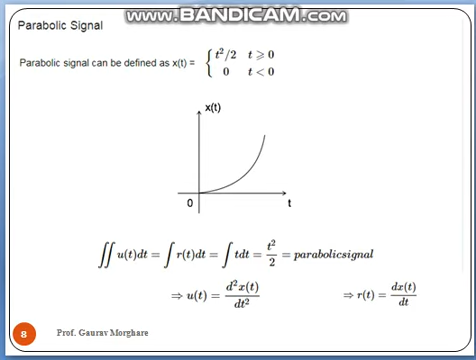 WWW.BANDICAM.COM
Parabolic Signal
Parabolic signal can be defined as x(t) = { t²/2 t ⩾ 0
0 t < 0
x(t)
0 t
∬ u(t)dt = ∫ r(t)dt = ∫ tdt = t²/2 = parabolicsignal
⇒ u(t) = d²x(t)/dt² ⇒ r(t) = dx(t)/dt
8 Prof. Gaurav Morghare